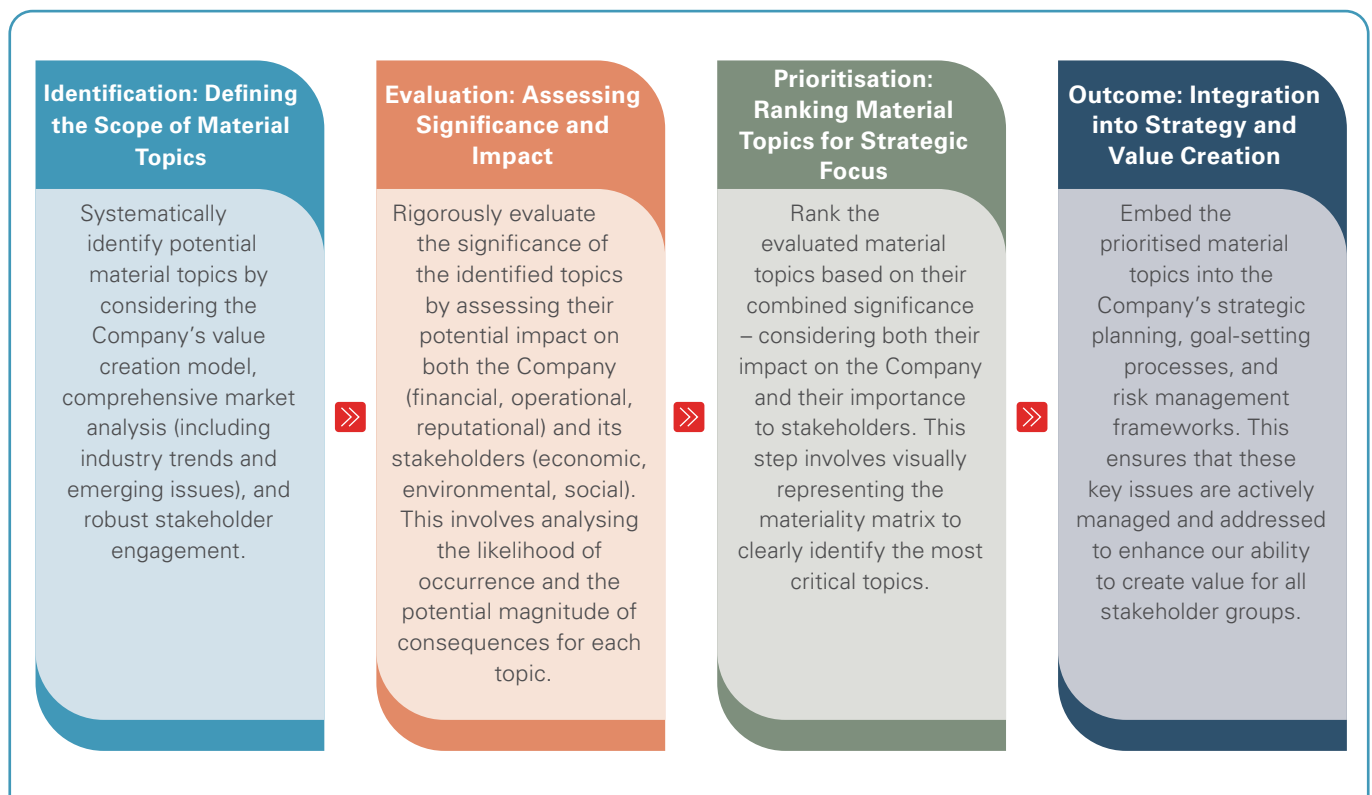 Identification: Defining
the Scope of Material
Topics
Systematically
identify potential
material topics by
considering the
Company’s value
creation model,
comprehensive market
analysis (including
industry trends and
emerging issues), and
robust stakeholder
engagement.
Evaluation: Assessing
Significance and
Impact
Rigorously evaluate
the significance of
the identified topics
by assessing their
potential impact on
both the Company
(financial, operational,
reputational) and its
stakeholders (economic,
environmental, social).
This involves analysing
the likelihood of
occurrence and the
potential magnitude of
consequences for each
topic.
Prioritisation:
Ranking Material
Topics for Strategic
Focus
Rank the
evaluated material
topics based on their
combined significance
– considering both their
impact on the Company
and their importance
to stakeholders. This
step involves visually
representing the
materiality matrix to
clearly identify the most
critical topics.
Outcome: Integration
into Strategy and
Value Creation
Embed the
prioritised material
topics into the
Company’s strategic
planning, goal-setting
processes, and
risk management
frameworks. This
ensures that these
key issues are actively
managed and addressed
to enhance our ability
to create value for all
stakeholder groups.